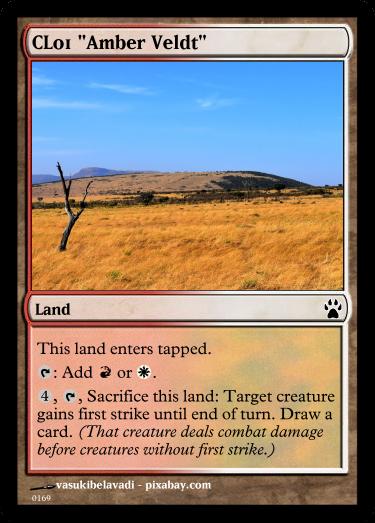 CL01 "Amber Veldt"
Land
This land enters tapped.
: Add or .
4, , Sacrifice this land: Target creature
gains first strike until end of turn. Draw a
card. (That creature deals combat damage
before creatures without first strike.)
vasukibelavadi - pixabay.com
0169